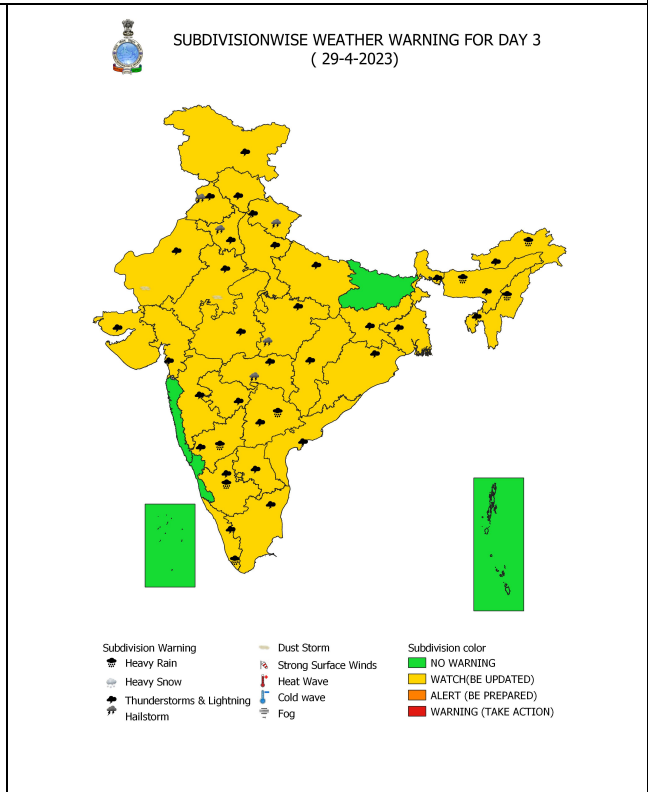 SUBDIVISIONWISE WEATHER WARNING FOR DAY 3
( 29-4-2023)
Subdivision Warning
Heavy Rain
Heavy Snow
Thunderstorms & Lightning
Hailstorm
Dust Storm
Strong Surface Winds
Heat Wave
Cold wave
Fog
Subdivision color
NO WARNING
WATCH(BE UPDATED)
ALERT (BE PREPARED)
WARNING (TAKE ACTION)